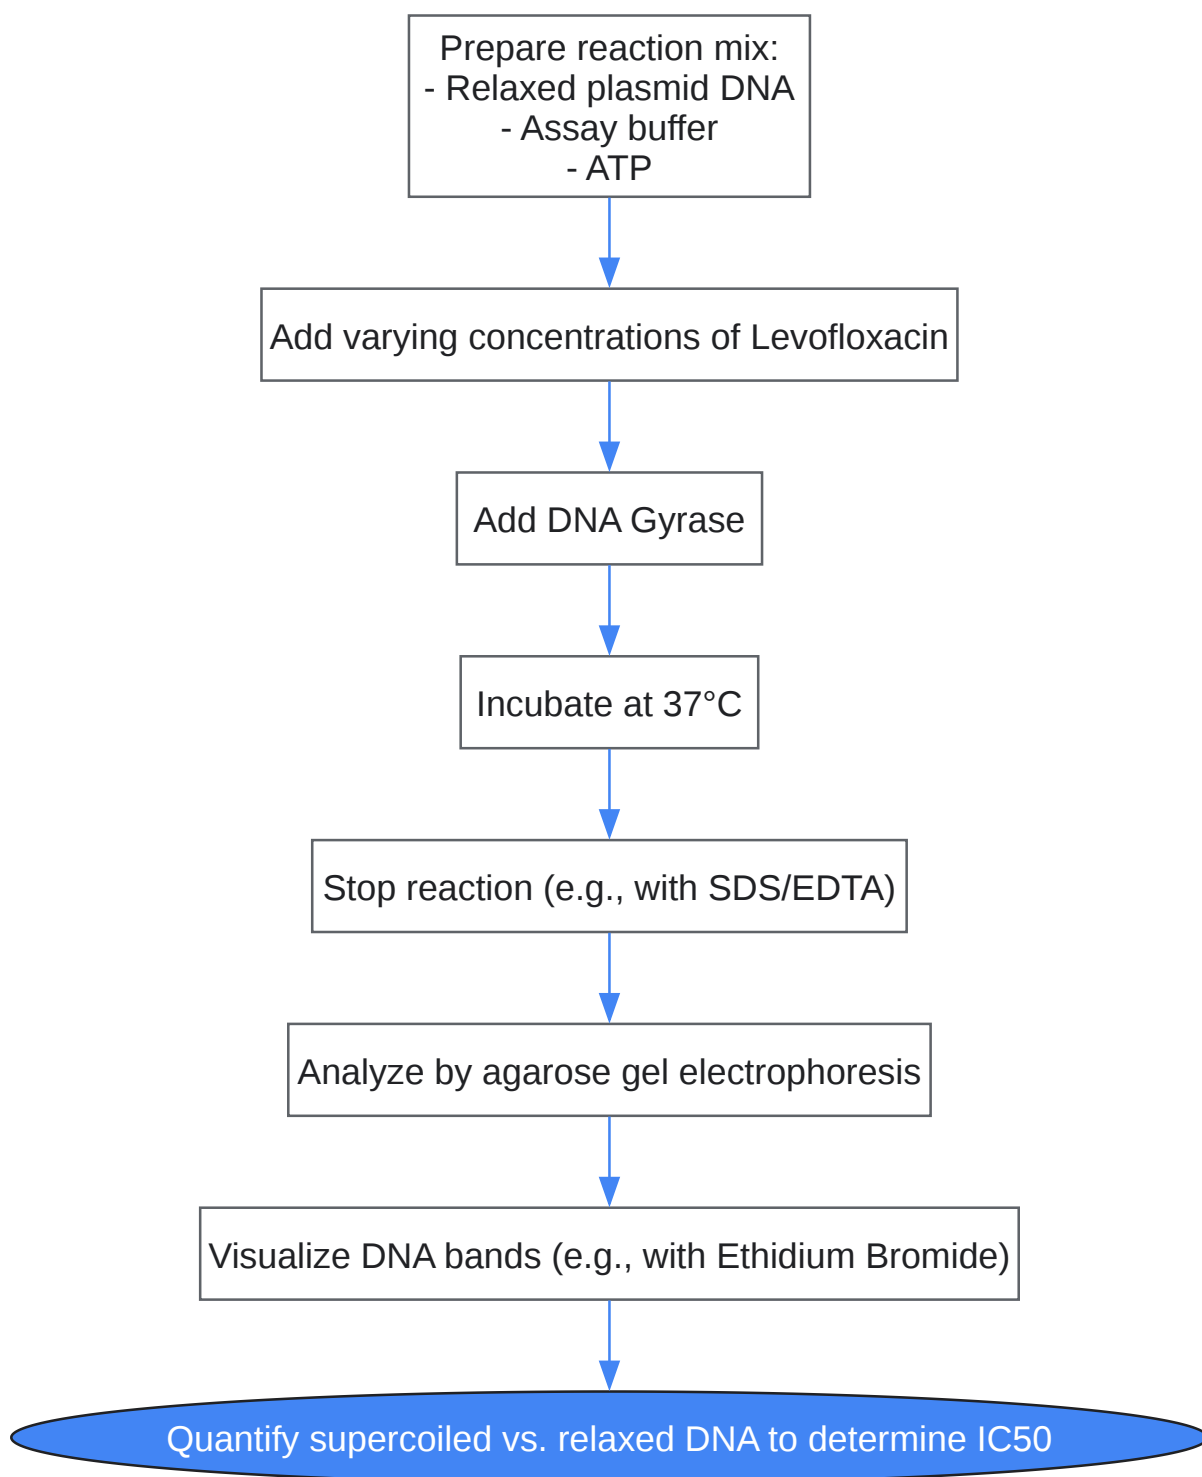 Prepare reaction mix:
- Relaxed plasmid DNA
- Assay buffer
- ATP
Add varying concentrations of Levofloxacin
Add DNA Gyrase
Incubate at 37°C
Stop reaction (e.g., with SDS/EDTA)
Analyze by agarose gel electrophoresis
Visualize DNA bands (e.g., with Ethidium Bromide)
Quantify supercoiled vs. relaxed DNA to determine IC50